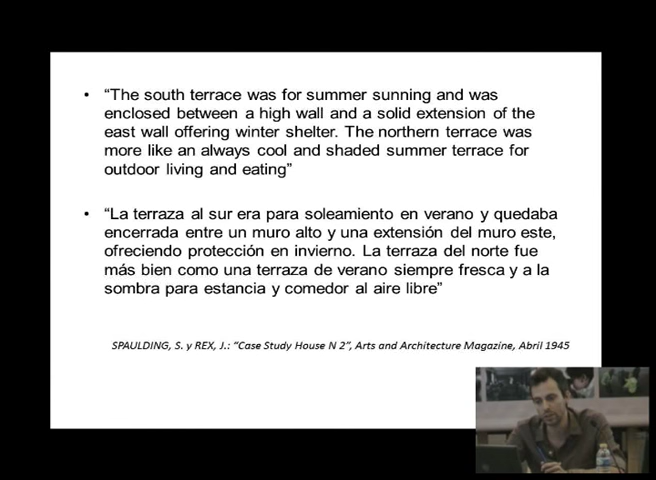 • “The south terrace was for summer sunning and was
enclosed between a high wall and a solid extension of the
east wall offering winter shelter. The northern terrace was
more like an always cool and shaded summer terrace for
outdoor living and eating”
• “La terraza al sur era para soleamiento en verano y quedaba
encerrada entre un muro alto y una extensión del muro este,
ofreciendo protección en invierno. La terraza del norte fue
más bien como una terraza de verano siempre fresca y a la
sombra para estancia y comedor al aire libre”
SPAULDING, S. y REX, J.: “Case Study House N 2”, Arts and Architecture Magazine, Abril 1945